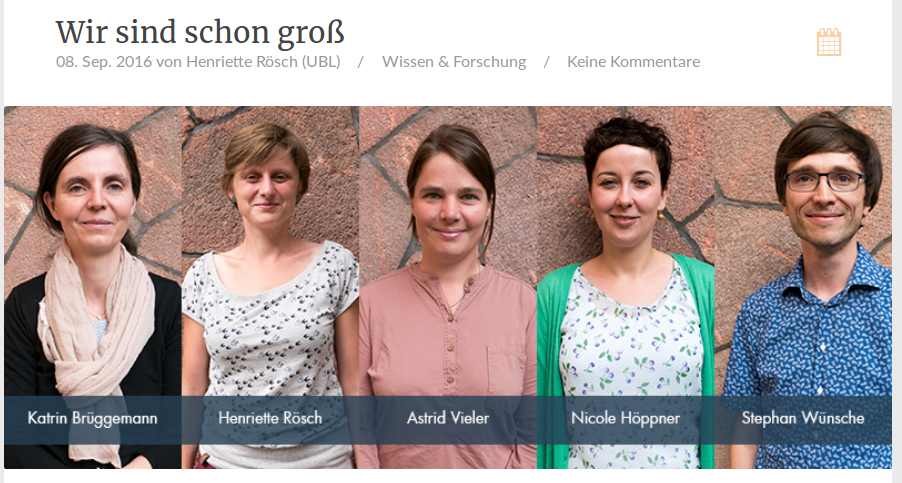 Wir sind schon groß
08. Sep. 2016 von Henriette Rösch (UBL) / Wissen & Forschung / Keine Kommentare
Katrin Brüggemann Henriette Rösch Astrid Vieler Nicole Höppner Stephan Wünsche